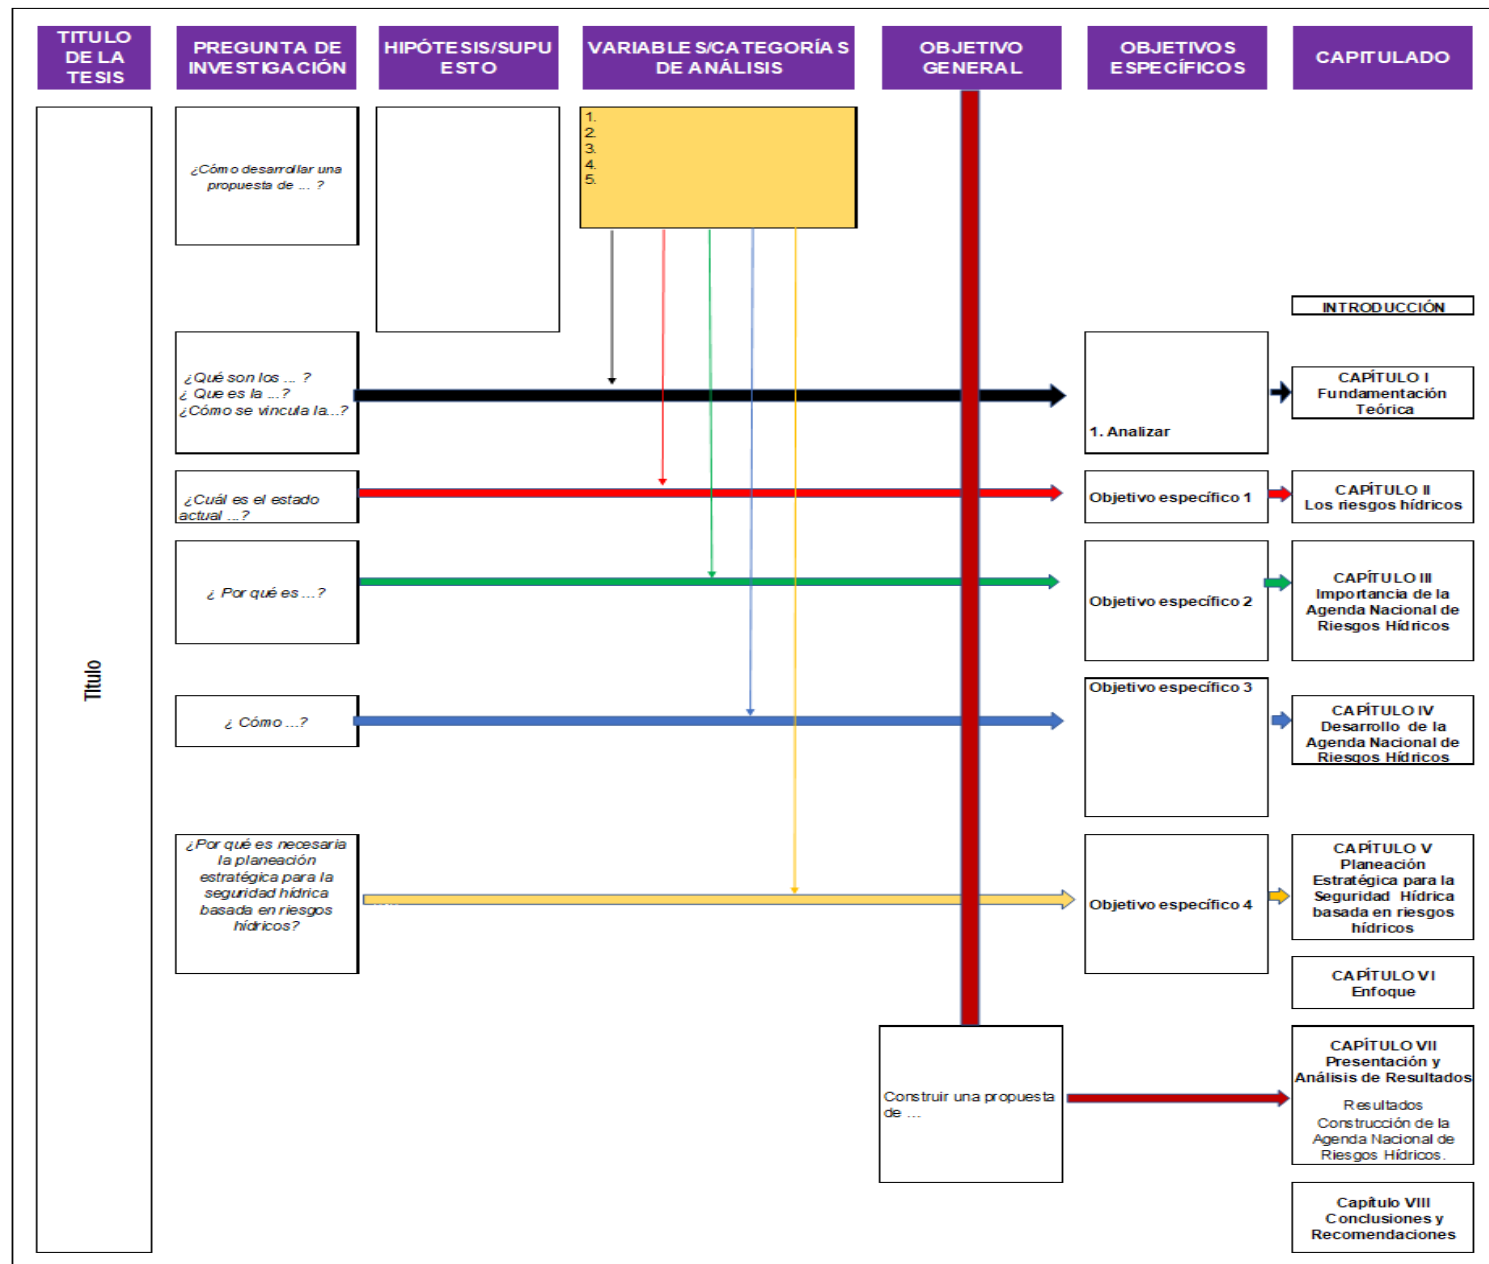 TITULO
DE LA
TESIS
PREGUNTA DE
INVESTIGACIÓN
HIPÓTESIS/SUPU
ESTO
VARIABLES/CATEGORÍAS
DE ANÁLISIS
OBJETIVO
GENERAL
OBJETIVOS
ESPECÍFICOS
CAPITULADO
Título
¿Cómo desarrollar una
propuesta de ... ?
1.
2.
3.
4.
5.
INTRODUCCIÓN
¿Qué son los ... ?
¿ Que es la ...?
¿Cómo se vincula la...?
1. Analizar
CAPÍTULO I
Fundamentación
Teórica
¿Cuál es el estado
actual ...?
Objetivo específico 1
CAPÍTULO II
Los riesgos hídricos
¿ Por qué es ...?
Objetivo específico 2
CAPÍTULO III
Importancia de la
Agenda Nacional de
Riesgos Hídricos
¿ Cómo ...?
Objetivo específico 3
CAPÍTULO IV
Desarrollo de la
Agenda Nacional de
Riesgos Hídricos
¿Por qué es necesaria
la planeación
estratégica para la
seguridad hídrica
basada en riesgos
hídricos?
Objetivo específico 4
CAPÍTULO V
Planeación
Estratégica para la
Seguridad Hídrica
basada en riesgos
hídricos
CAPÍTULO VI
Enfoque
Construir una propuesta
de ...
CAPÍTULO VII
Presentación y
Análisis de Resultados
Resultados
Construcción de la
Agenda Nacional de
Riesgos Hídricos.
Capítulo VIII
Conclusiones y
Recomendaciones